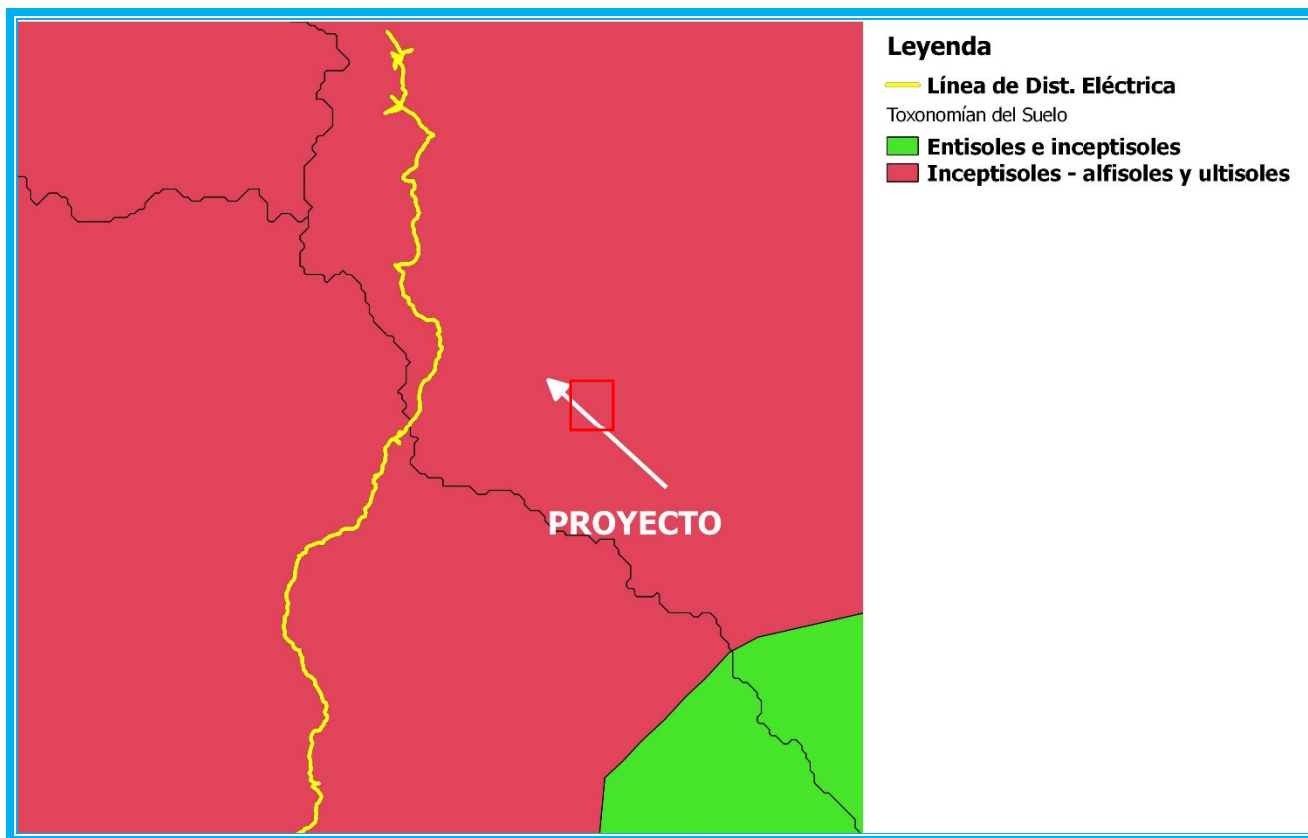 Leyenda
Línea de Dist. Eléctrica
Toxonomían del Suelo
Entisoles e inceptisoles
Inceptisoles - alfisoles y ultisoles
PROYECTO